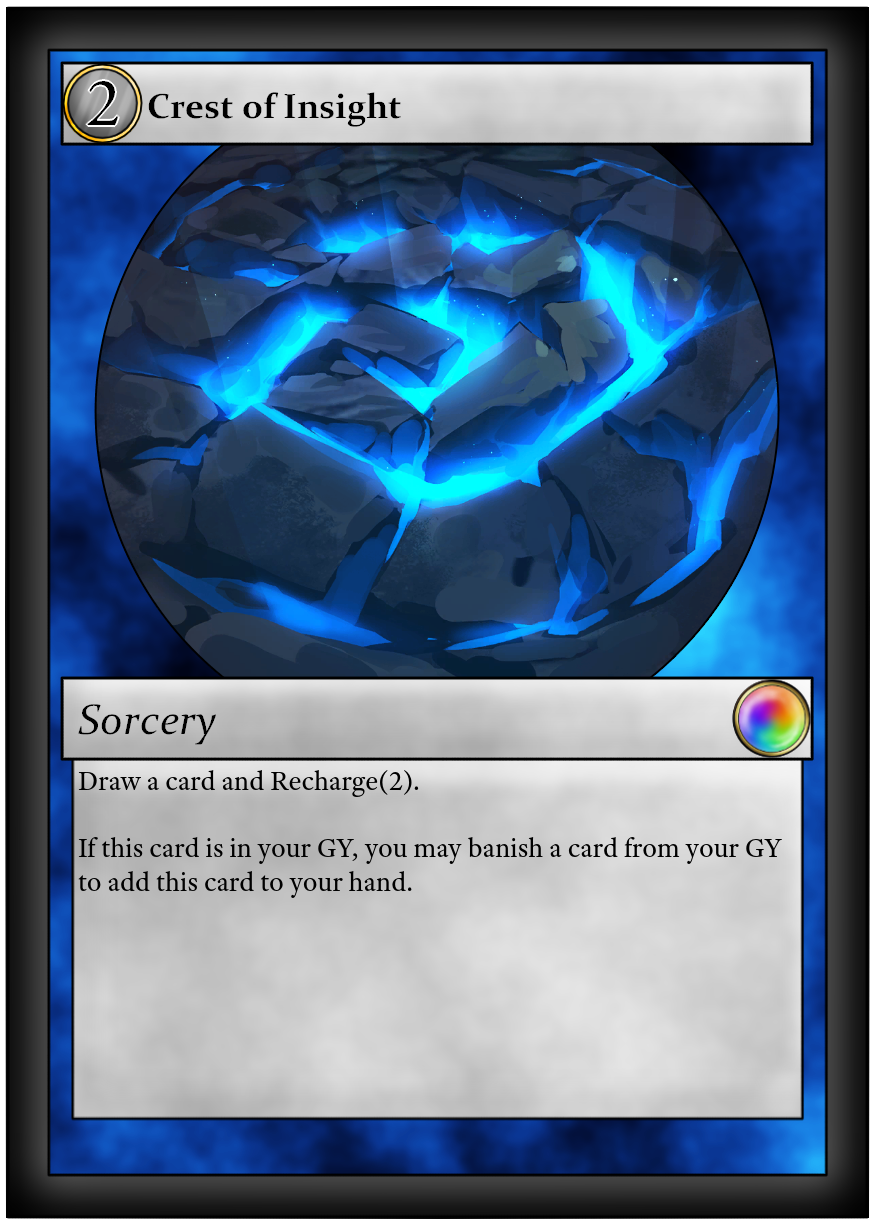 2 Crest of Insight
Sorcery
Draw a card and Recharge(2).
If this card is in your GY, you may banish a card from your GY
to add this card to your hand.